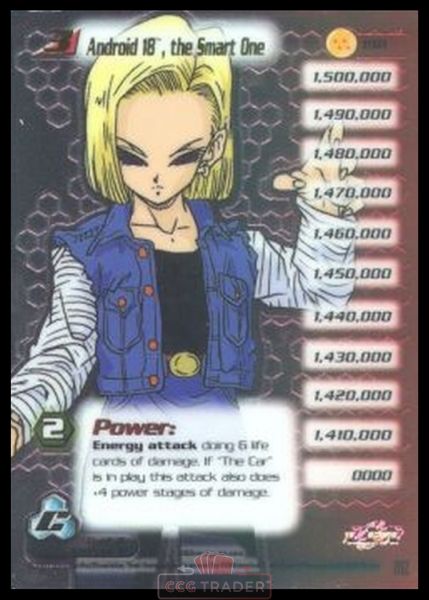 3
Android 18™, the Smart One
1,500,000
1,490,000
1,480,000
1,470,000
1,460,000
1,450,000
1,440,000
1,430,000
1,420,000
1,410,000
0000
2
Power:
Energy attack doing 6 life
cards of damage. If "The Car"
is in play this attack also does
+4 power stages of damage.
C
CCG TRADER